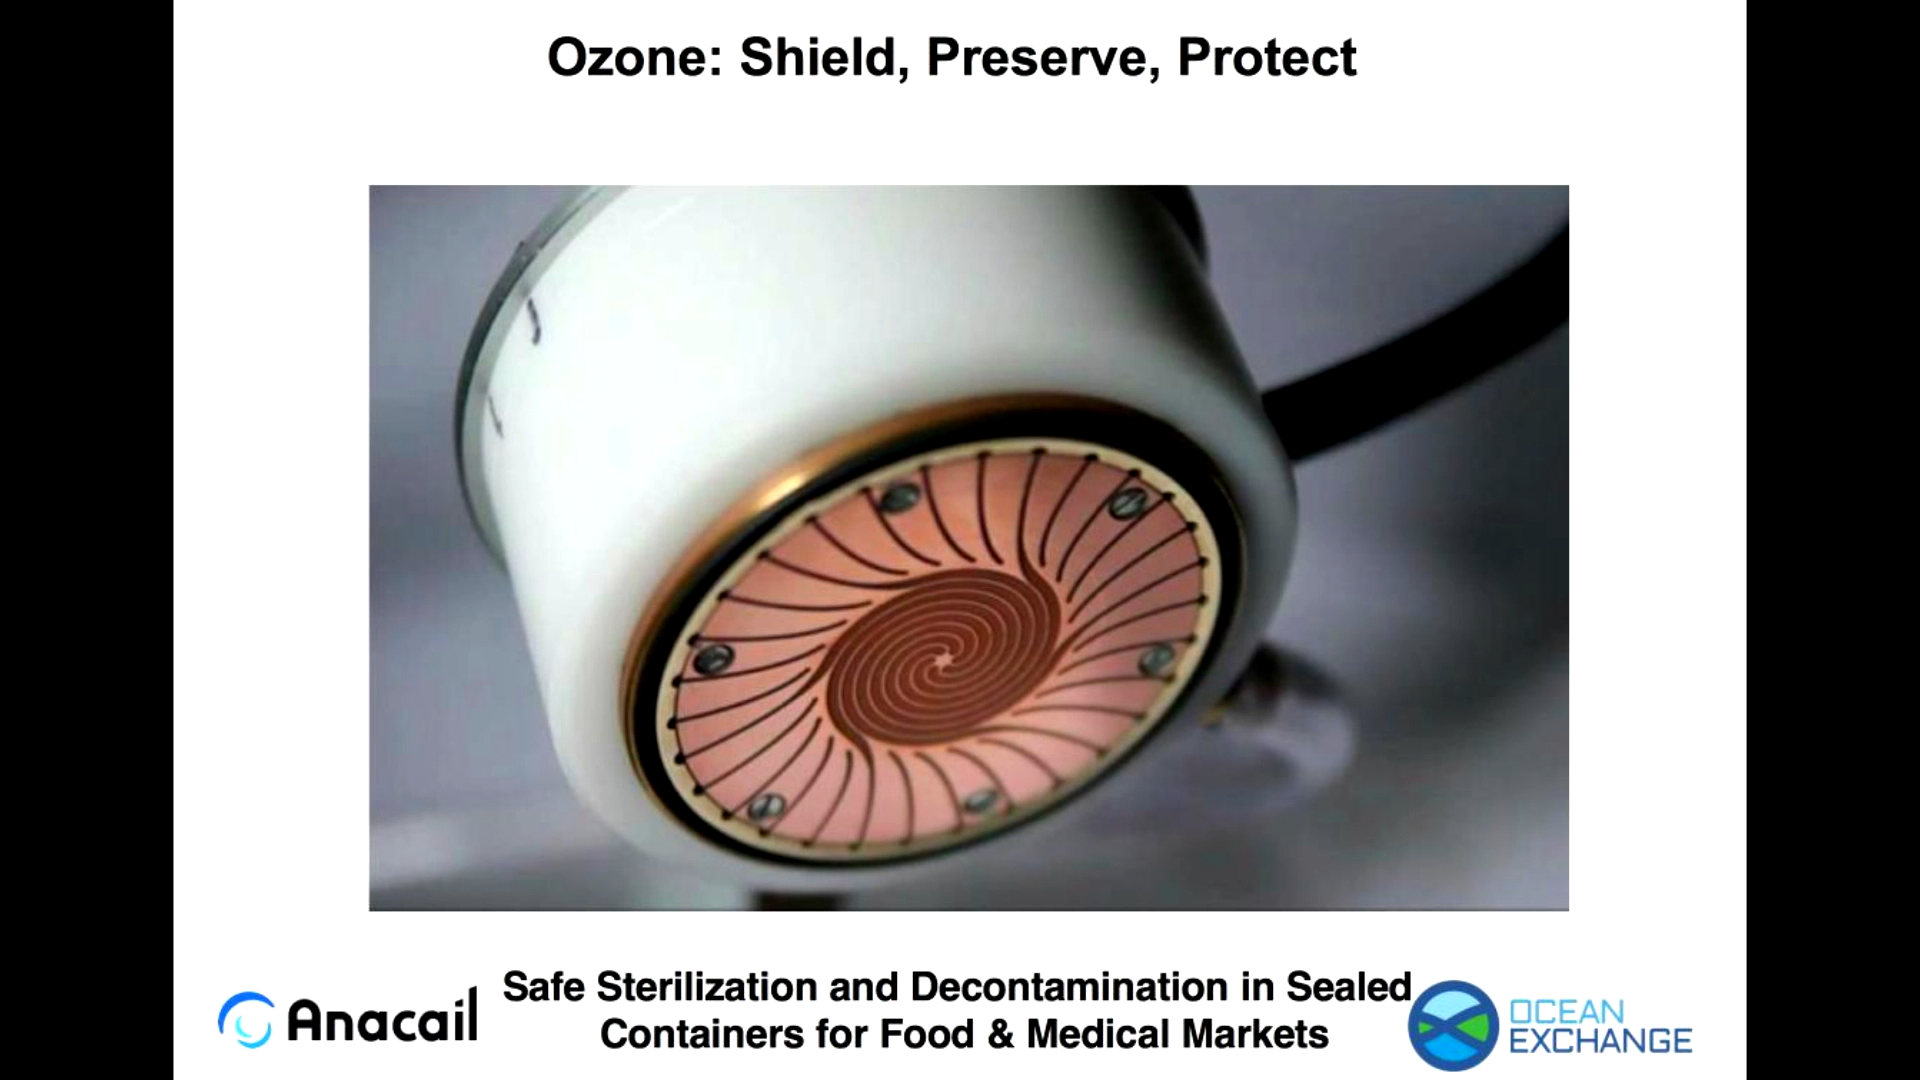 Ozone: Shield, Preserve, Protect
Safe Sterilization and Decontamination in Sealed
Containers for Food & Medical Markets
Anacail
OCEAN
EXCHANGE